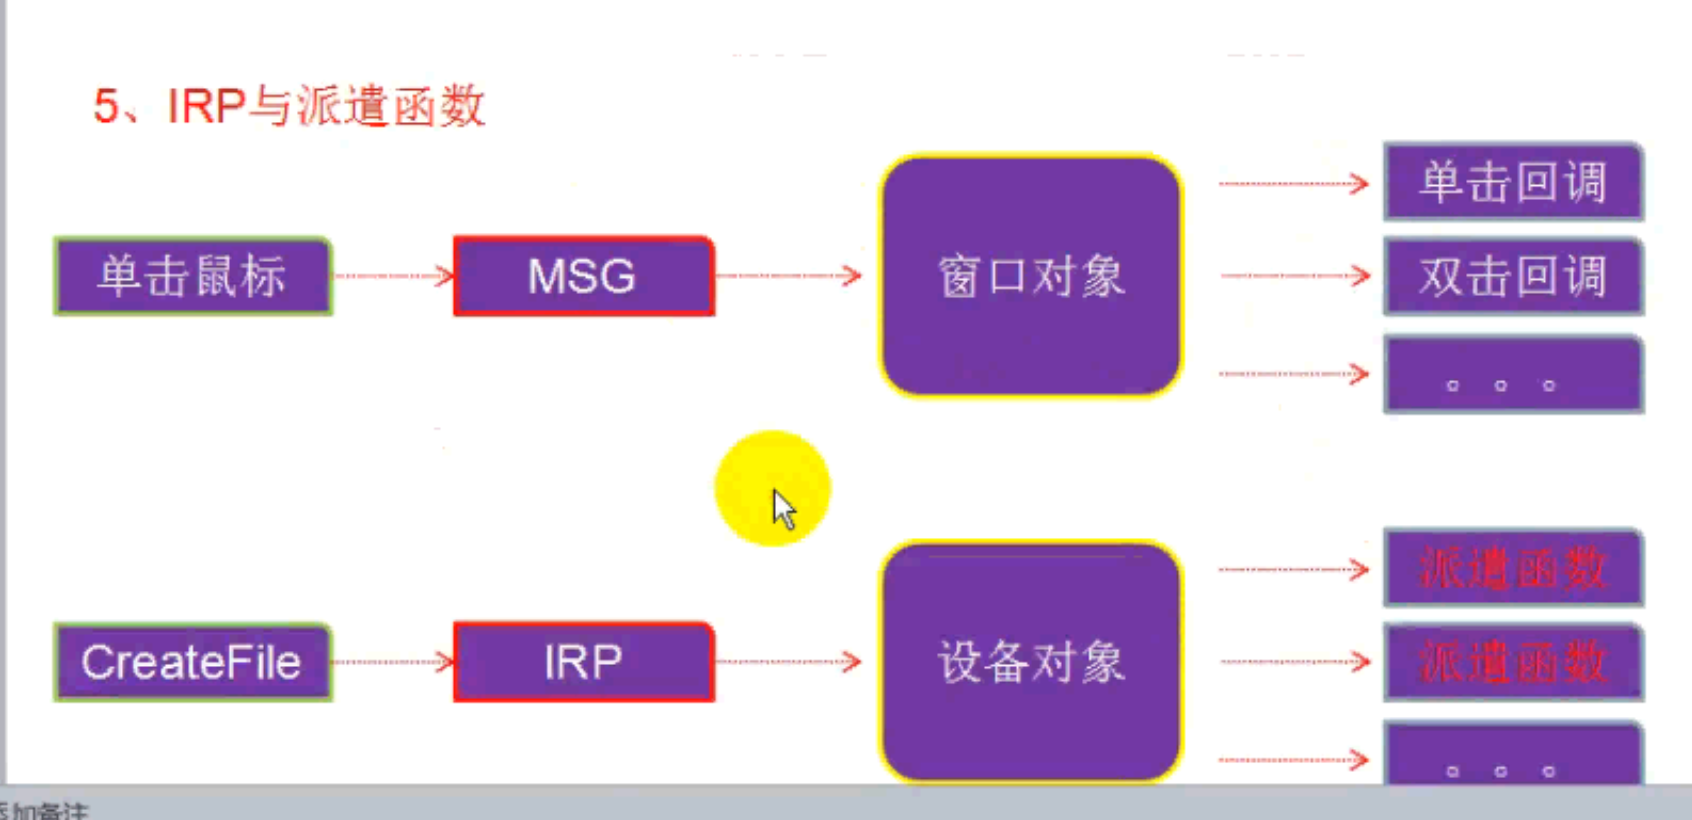 5、IRP与派遣函数
单击鼠标
MSG
窗口对象
单击回调
双击回调
。。。
CreateFile
IRP
设备对象
派遣函数
派遣函数
。。。
添加备注